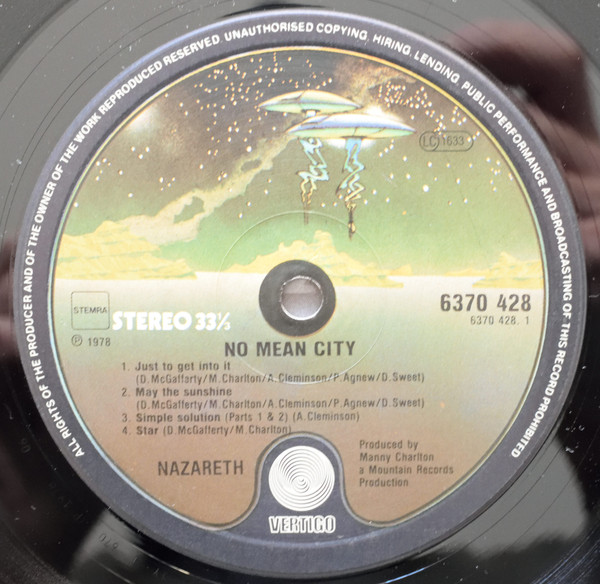 ALL RIGHTS OF THE PRODUCER AND OF THE OWNER OF THE WORK REPRODUCED RESERVED. UNAUTHORISED COPYING, HIRING, LENDING, PUBLIC PERFORMANCE AND BROADCASTING OF THIS RECORD PROHIBITED
LC 1633
STEMRA
STEREO 33⅓
6370 428
6370 428. 1
℗ 1978
NO MEAN CITY
1. Just to get into it
(D.McGaffarty/M.Charlton/A.Cleminson/P.Agnew/D.Sweet)
2. May the sunshine
(D.McGafferty/M.Charlton/A.Cleminson/P.Agnew/D.Sweet)
3. Simple solution (Parts 1 & 2) (A.Cleminson)
4. Star (D.McGafferty/M.Charlton)
NAZARETH
Produced by
Manny Charlton
a Mountain Records
Production
VERTIGO